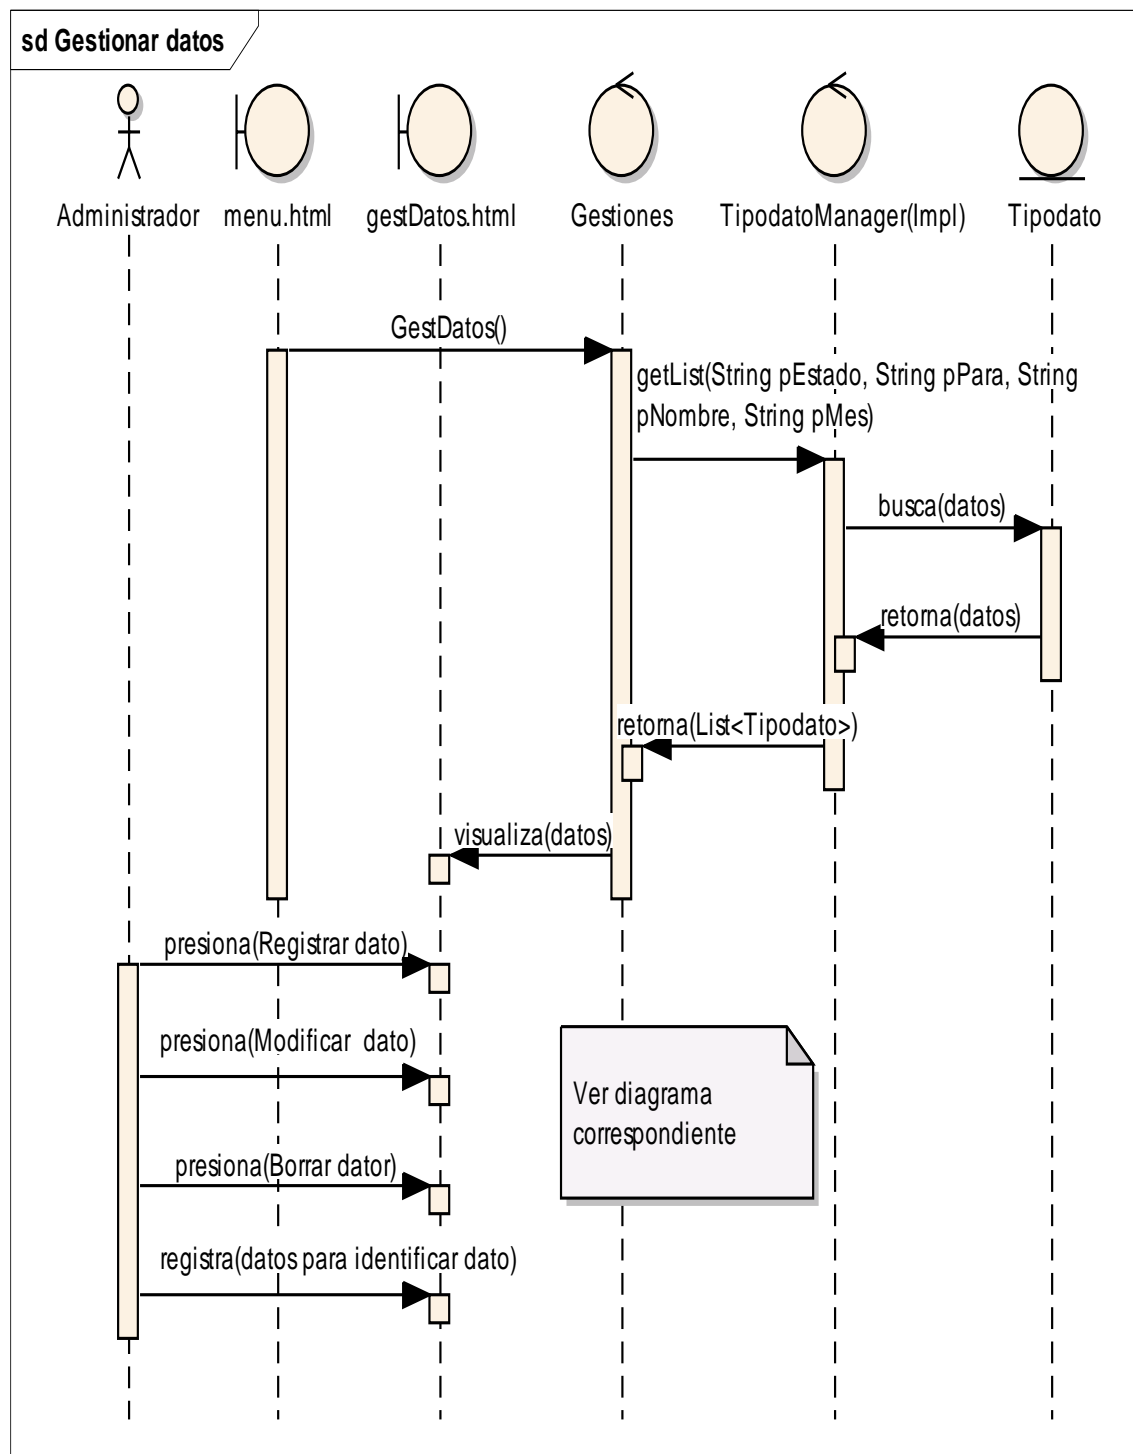 sd Gestionar datos
Administrador
menu.html
gestDatos.html
Gestiones
TipodatoManager(Impl)
Tipodato
GestDatos()
getList(String pEstado, String pPara, String
pNombre, String pMes)
busca(datos)
retorna(datos)
retorna(List<Tipodato>)
visualiza(datos)
presiona(Registrar dato)
presiona(Modificar  dato)
Ver diagrama
correspondiente
presiona(Borrar dator)
registra(datos para identificar dato)